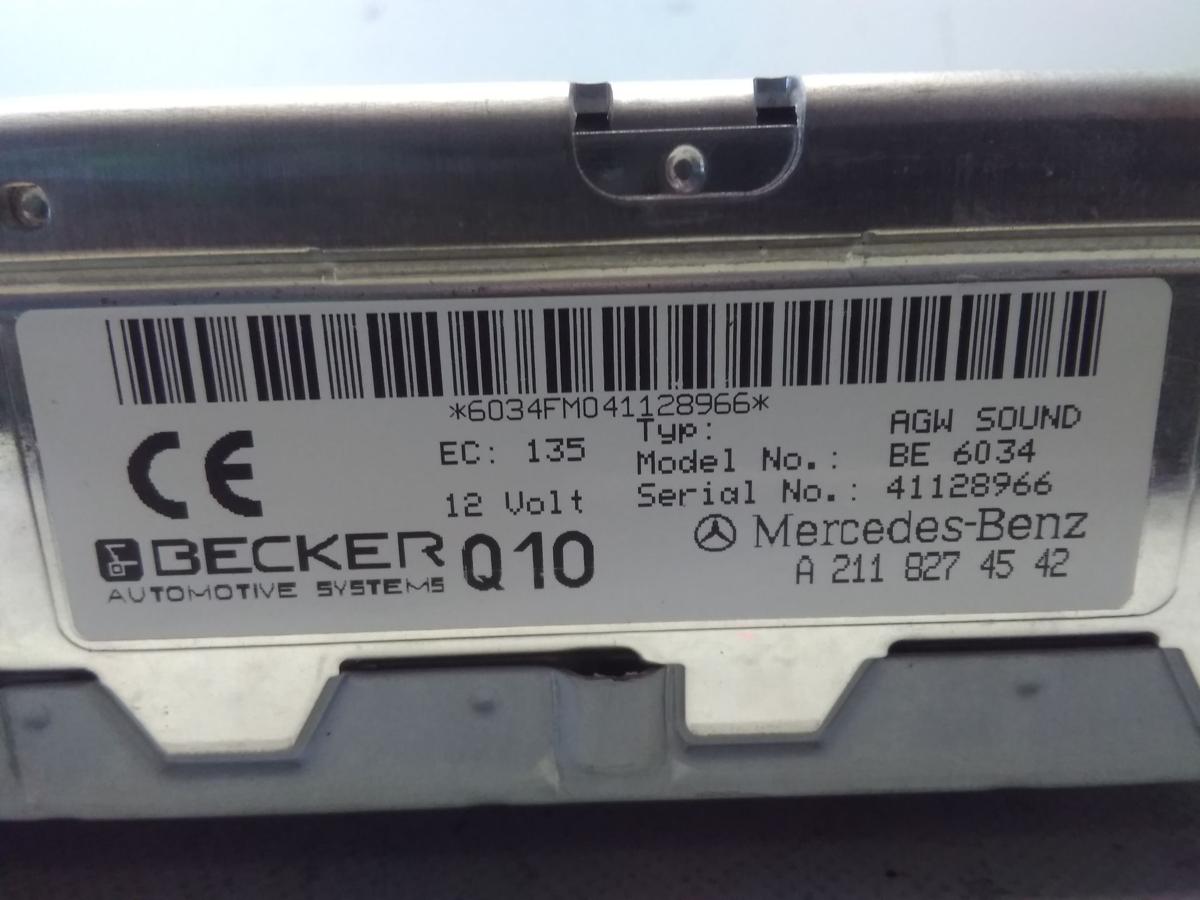 *6034FM041128966*
CE
EC: 135
12 Volt
Typ: AGW SOUND
Model No.: BE 6034
Serial No.: 41128966
BECKER
AUTOMOTIVE SYSTEMS
Q10
Mercedes-Benz
A 211 827 45 42